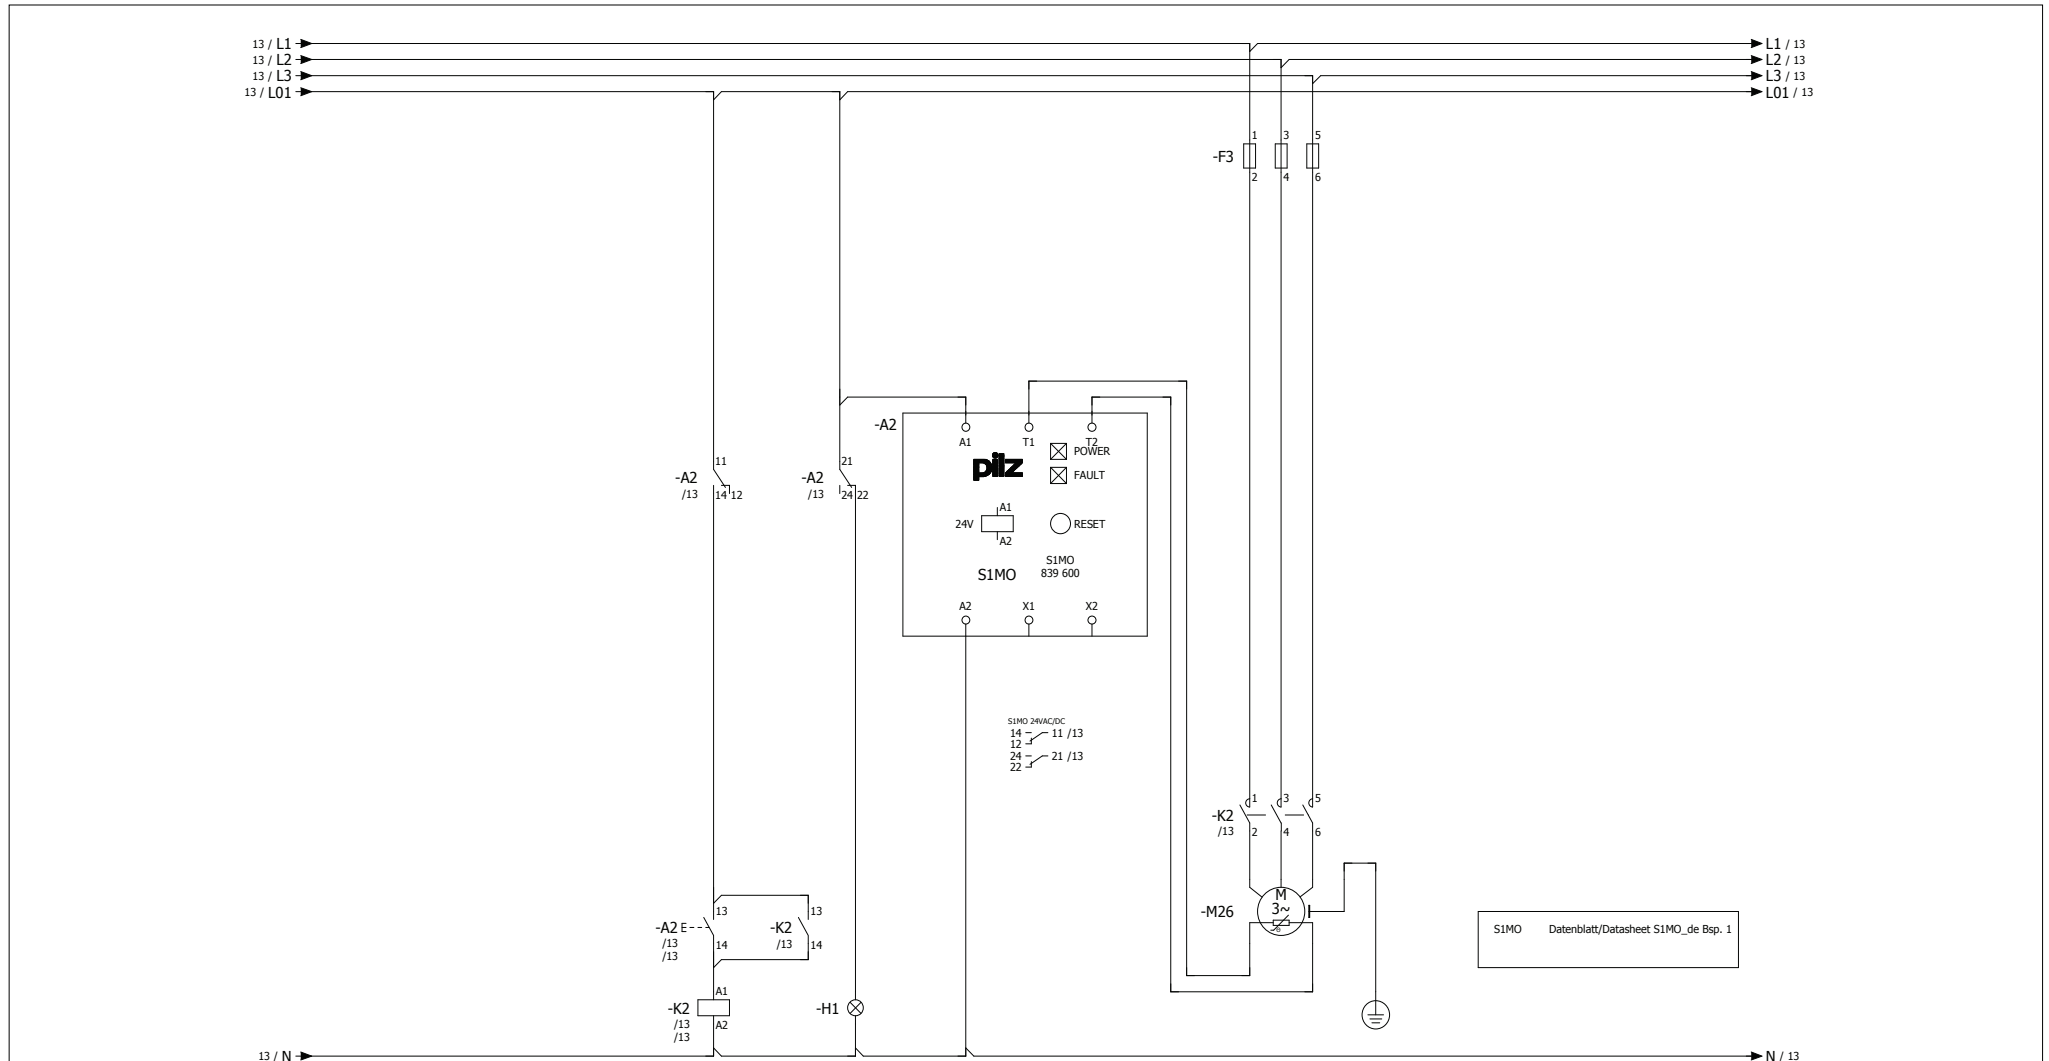 13 / L1
L1 / 13
13 / L2
L2 / 13
13 / L3
L3 / 13
13 / L01
L01 / 13
1 3 5
-F3
2 4 6
-A2
A1 T1 T2
POWER
pilz
FAULT
11
-A2
/13
14 12
21
-A2
/13
24 22
A1
24V
RESET
A2
S1MO
S1MO
839 600
A2 X1 X2
S1MO 24VAC/DC
14 11 /13
12
24 21 /13
22
1 3 5
-K2
/13
2 4 6
M
3~
-M26
ϑ
13
-A2 E
/13
/13
14
13
-K2
/13
14
S1MO Datenblatt/Datasheet S1MO_de Bsp. 1
A1
-K2
/13
/13
A2
-H1
13 / N
N / 13